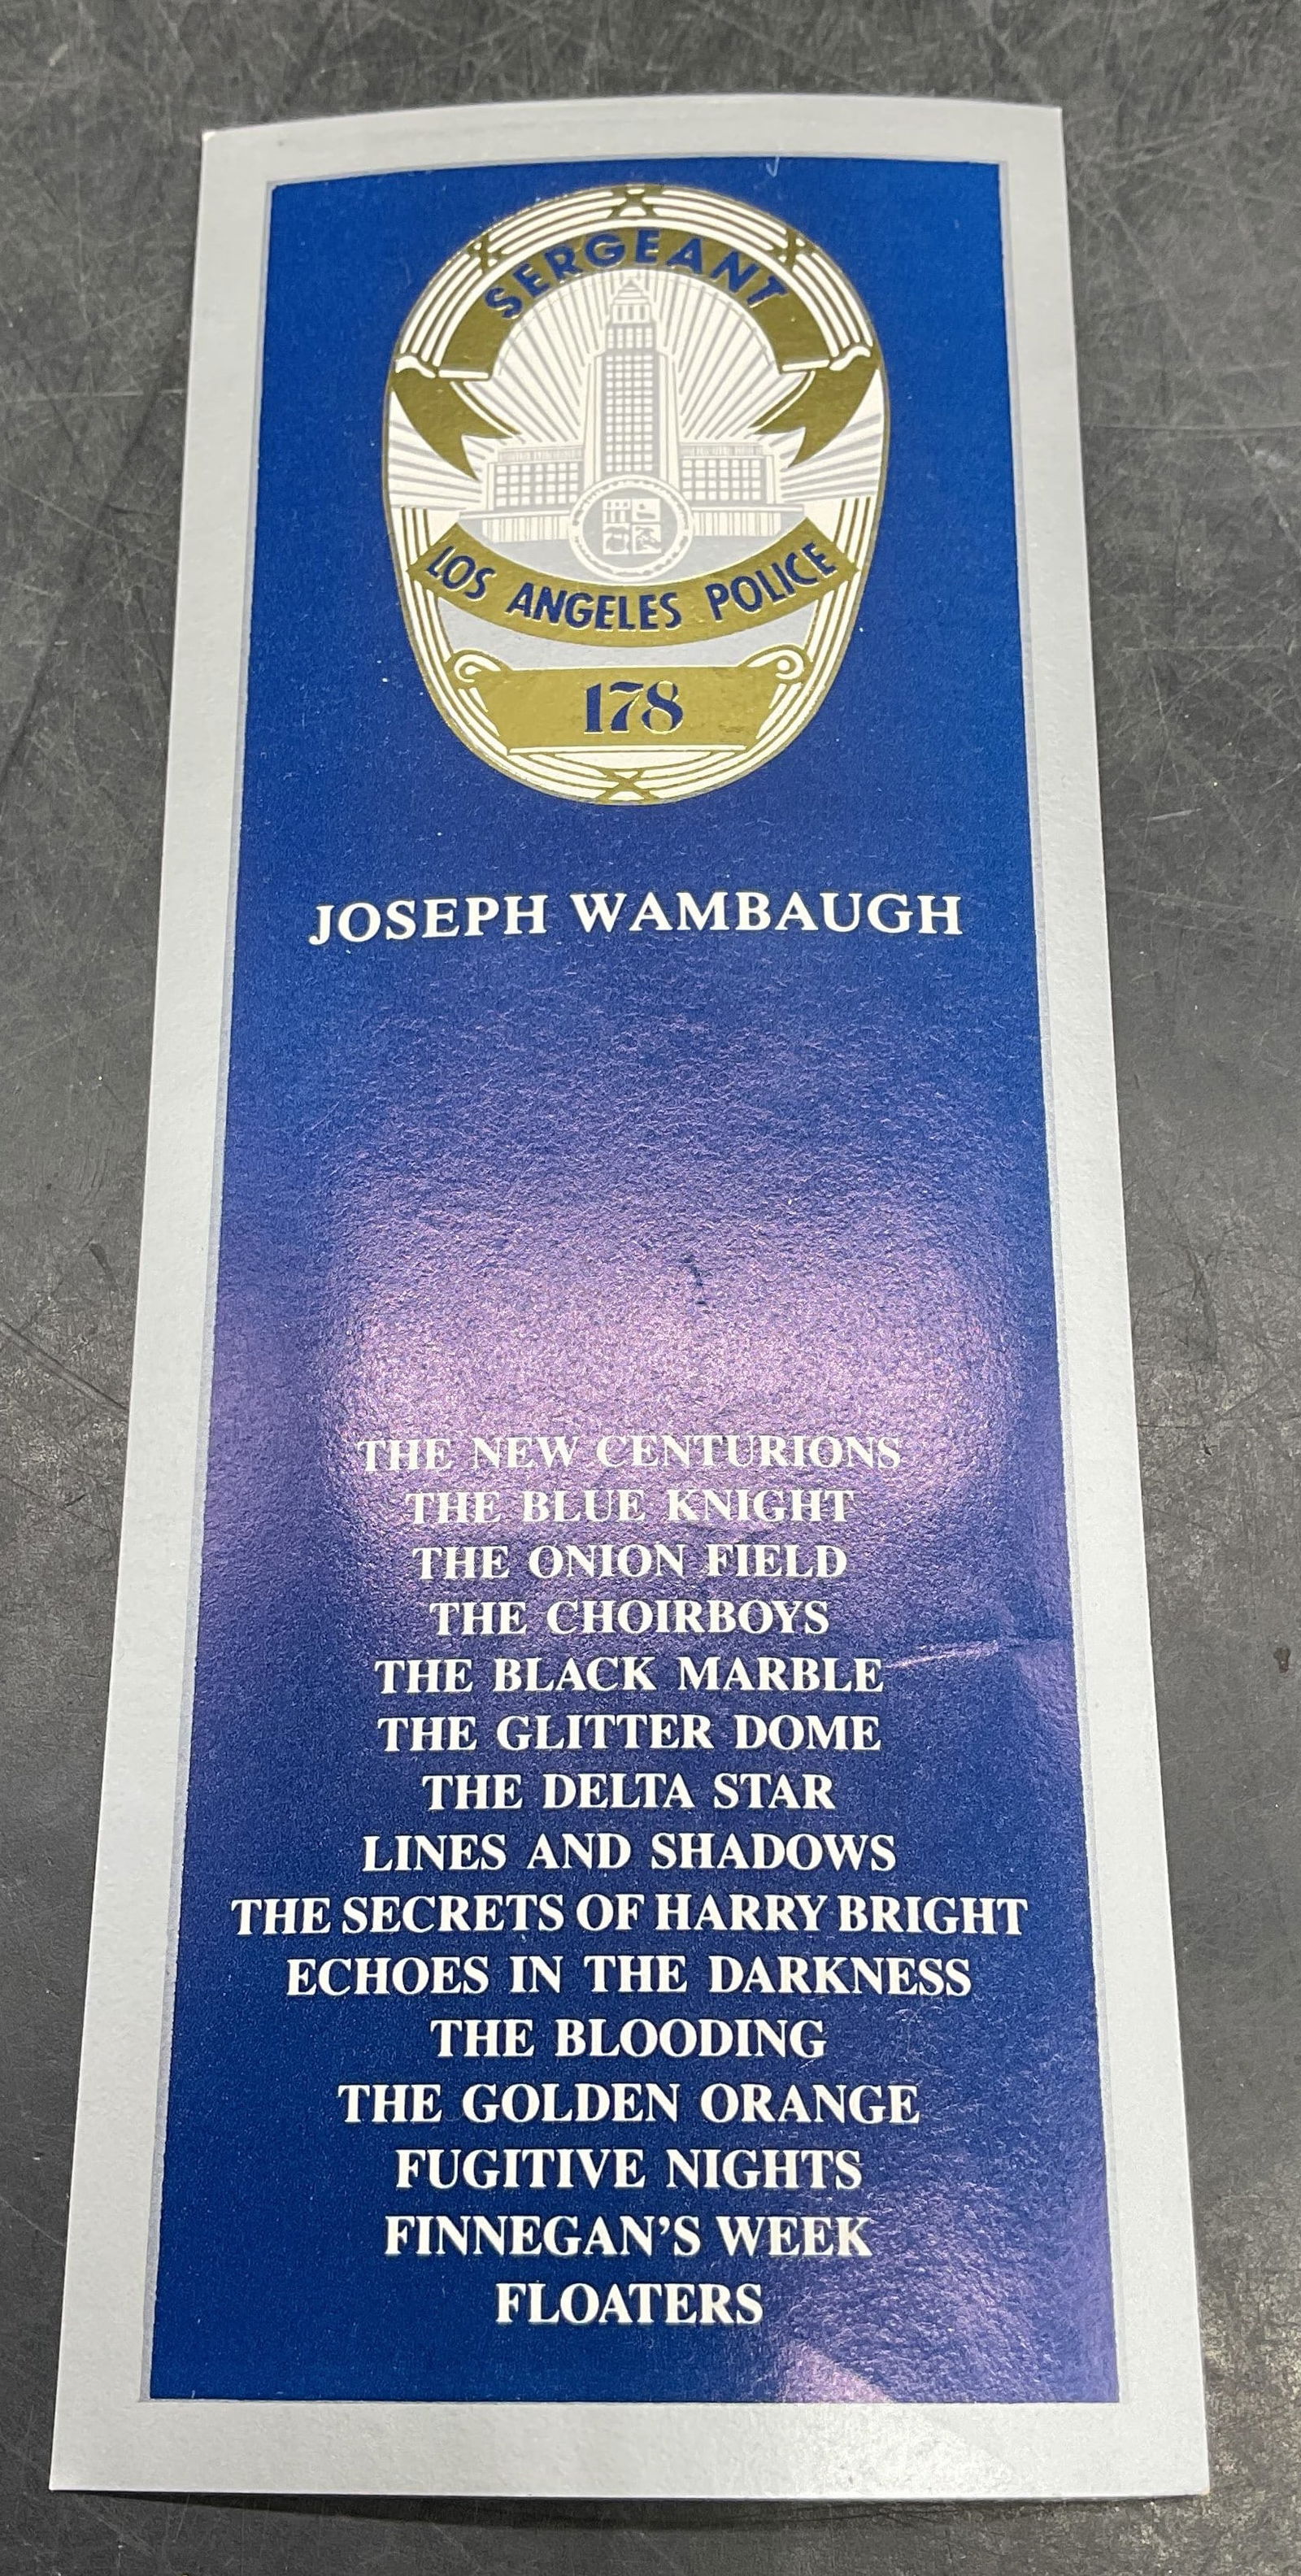 SERGEANT
LOS ANGELES POLICE
178
JOSEPH WAMBAUGH
THE NEW CENTURIONS
THE BLUE KNIGHT
THE ONION FIELD
THE CHOIRBOYS
THE BLACK MARBLE
THE GLITTER DOME
THE DELTA STAR
LINES AND SHADOWS
THE SECRETS OF HARRY BRIGHT
ECHOES IN THE DARKNESS
THE BLOODING
THE GOLDEN ORANGE
FUGITIVE NIGHTS
FINNEGAN'S WEEK
FLOATERS